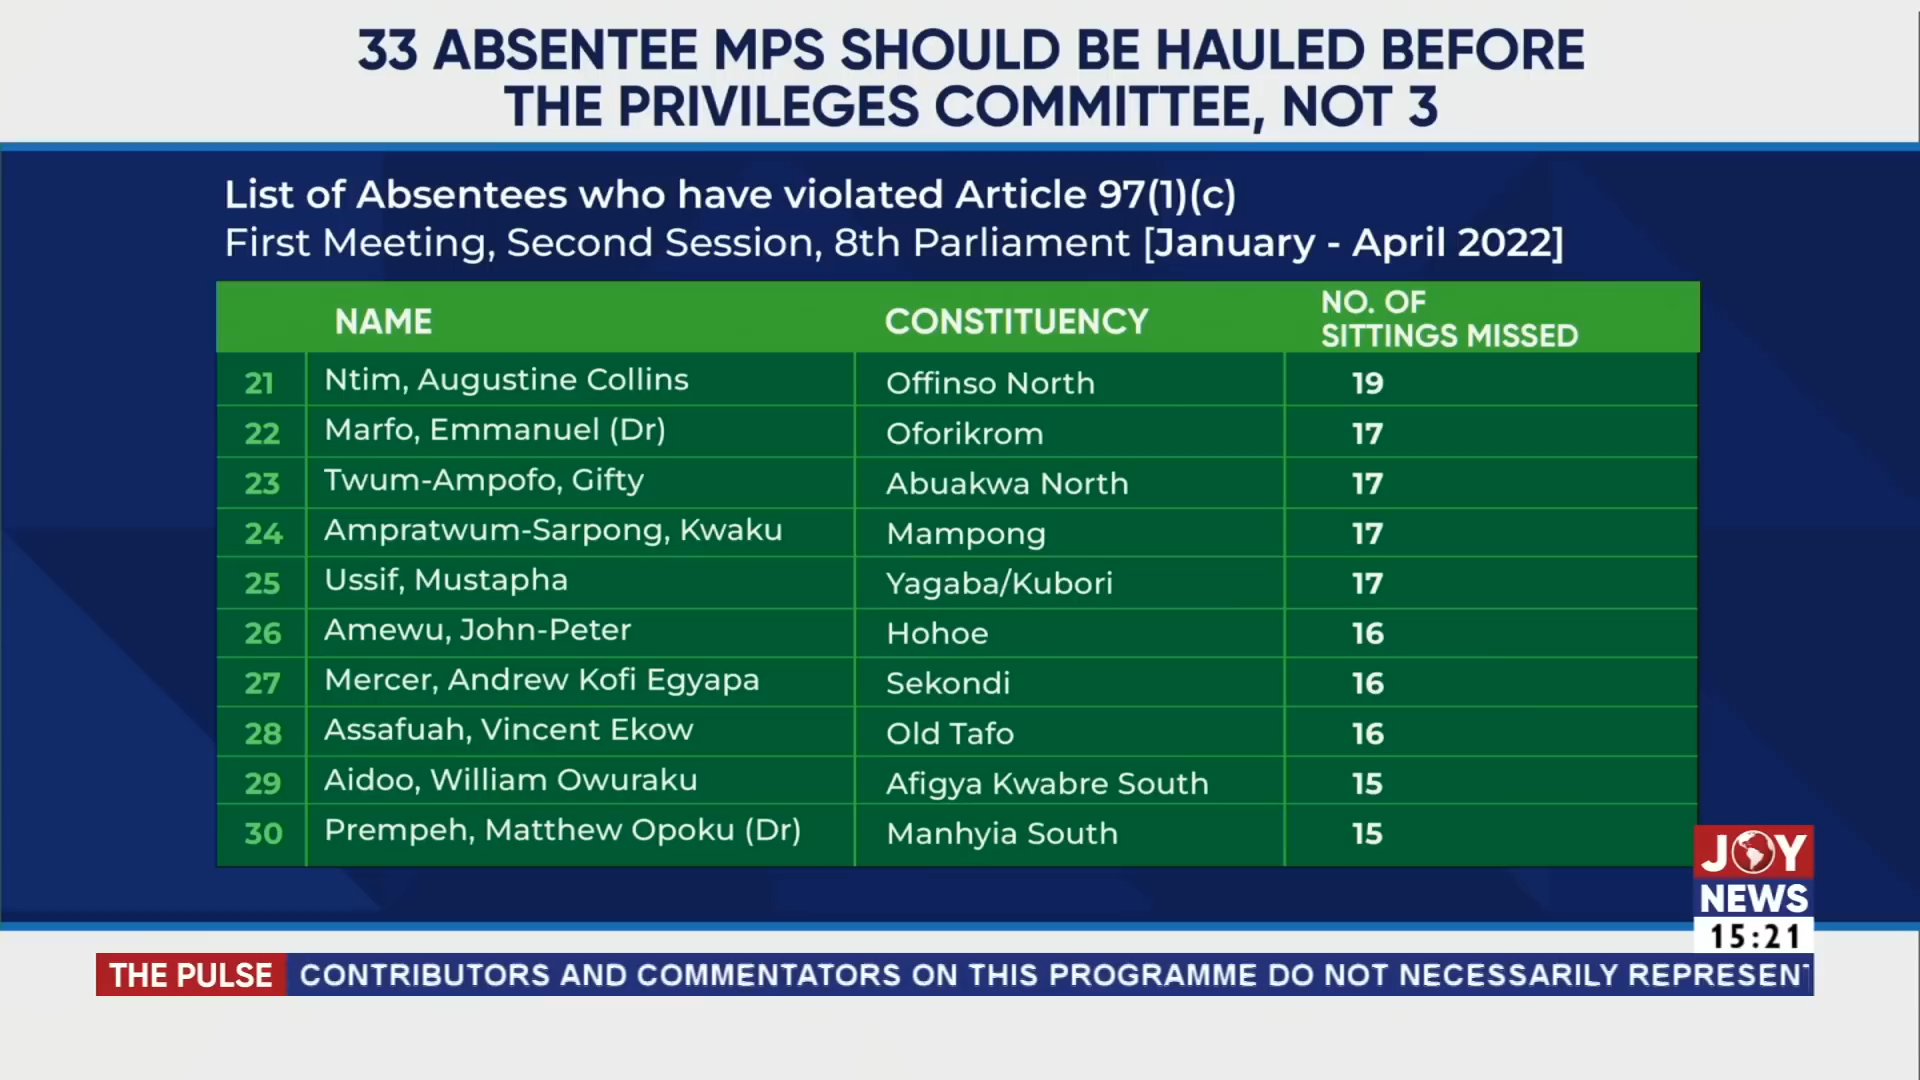 33 ABSENTEE MPS SHOULD BE HAULED BEFORE
THE PRIVILEGES COMMITTEE, NOT 3
List of Absentees who have violated Article 97(1)(c)
First Meeting, Second Session, 8th Parliament [January - April 2022]
NAME CONSTITUENCY NO. OF SITTINGS MISSED
21 Ntim, Augustine Collins Offinso North 19
22 Marfo, Emmanuel (Dr) Oforikrom 17
23 Twum-Ampofo, Gifty Abuakwa North 17
24 Ampratwum-Sarpong, Kwaku Mampong 17
25 Ussif, Mustapha Yagaba/Kubori 17
26 Amewu, John-Peter Hohoe 16
27 Mercer, Andrew Kofi Egyapa Sekondi 16
28 Assafuah, Vincent Ekow Old Tafo 16
29 Aidoo, William Owuraku Afigya Kwabre South 15
30 Prempeh, Matthew Opoku (Dr) Manhyia South 15
JOY
NEWS
15:21
THE PULSE CONTRIBUTORS AND COMMENTATORS ON THIS PROGRAMME DO NOT NECESSARILY REPRESENT